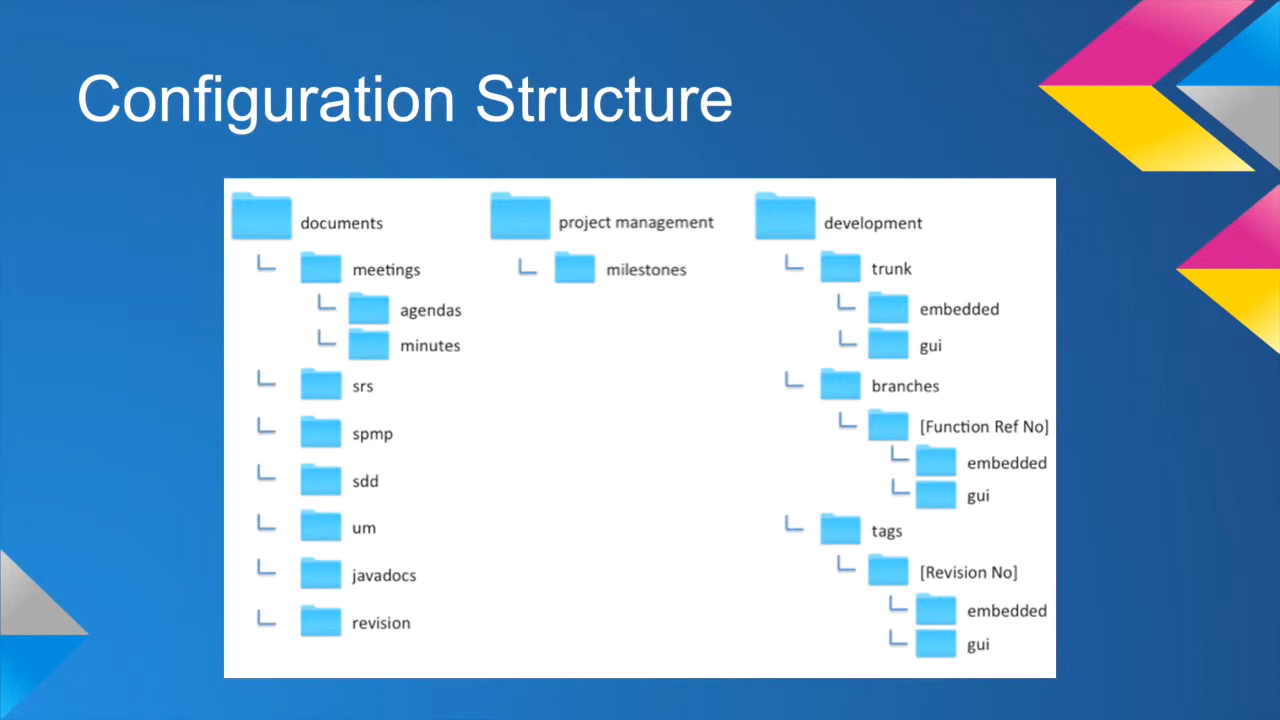 Configuration Structure
documents
meetings
agendas
minutes
srs
spmp
sdd
um
javadocs
revision
project management
milestones
development
trunk
embedded
gui
branches
[Function Ref No]
embedded
gui
tags
[Revision No]
embedded
gui